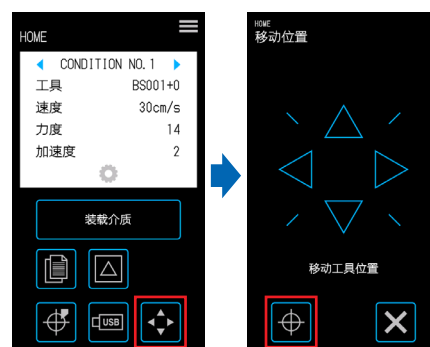 HOME
CONDITION NO.1
工具 BS001+0
速度 30cm/s
力度 14
加速度 2
装载介质
USB
HOME
移动位置
移动工具位置